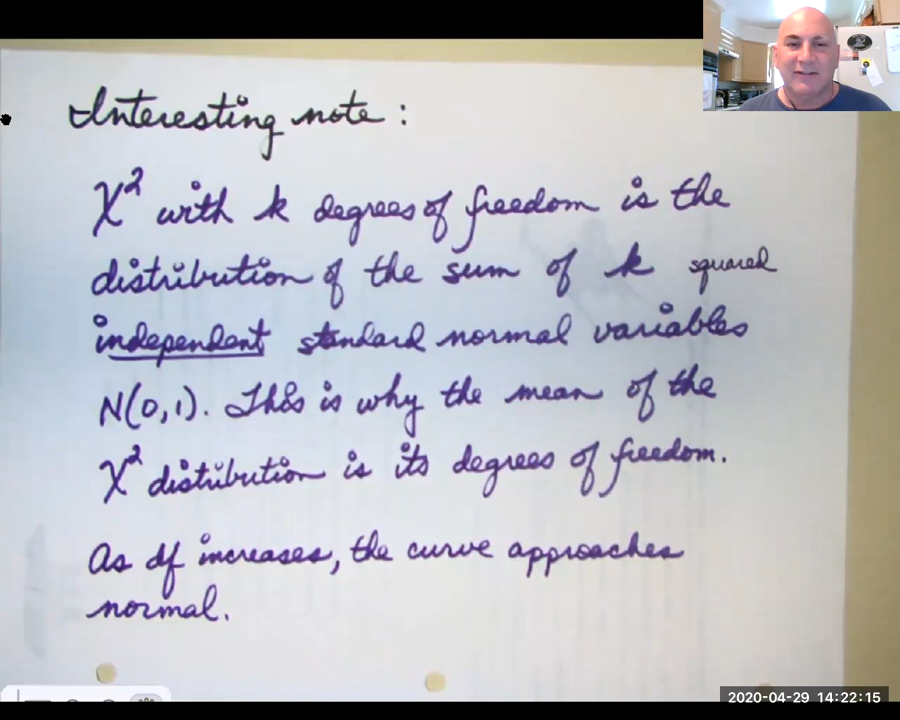 Interesting note:
χ² with k degrees of freedom is the
distribution of the sum of k squared
independent standard normal variables
N(0,1). This is why the mean of the
χ² distribution is its degrees of freedom.
As df increases, the curve approaches
normal.
2020-04-29 14:22:15